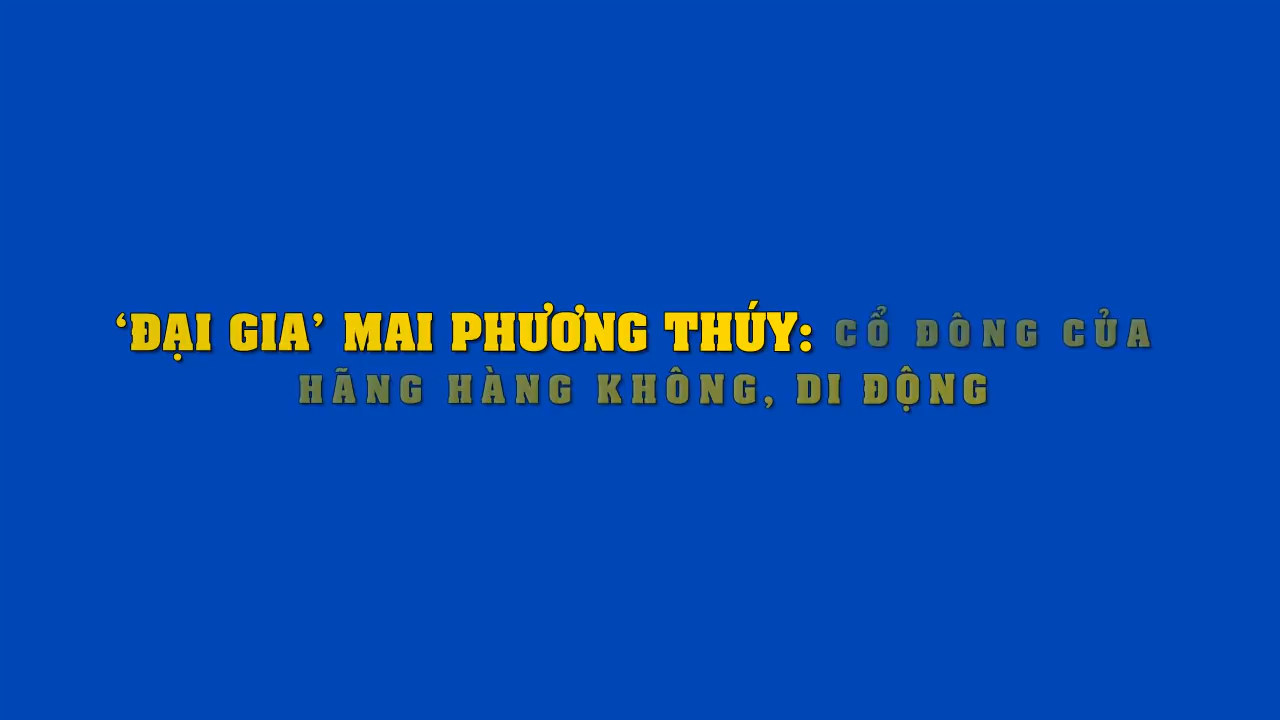 ‘ĐẠI GIA’ MAI PHƯƠNG THÚY: CỔ ĐÔNG CỦA
HÃNG HÀNG KHÔNG, DI ĐỘNG